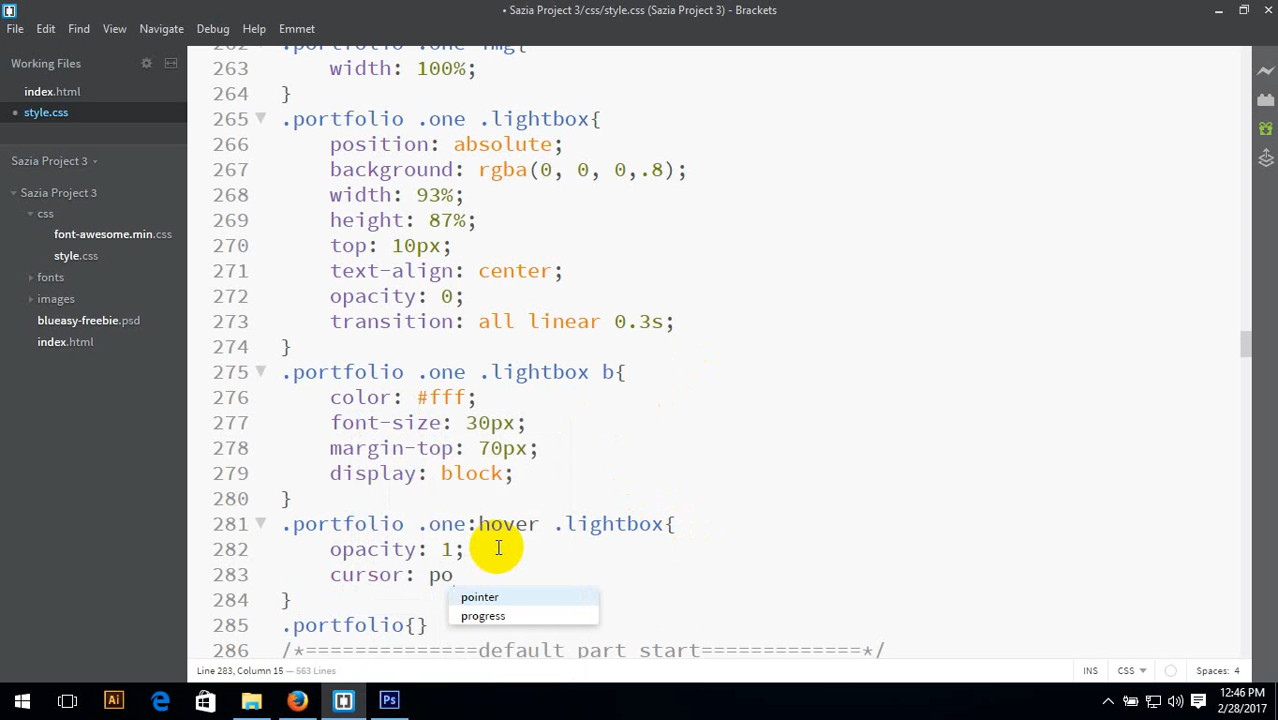 • Sazia Project 3/css/style.css (Sazia Project 3) - Brackets
File Edit Find View Navigate Debug Help Emmet
Working Files
index.html
style.css
Sazia Project 3
Sazia Project 3
css
font-awesome.min.css
style.css
fonts
images
blueasy-freebie.psd
index.html
262 .portfolio .one img{
263 width: 100%;
264 }
265 .portfolio .one .lightbox{
266 position: absolute;
267 background: rgba(0, 0, 0,.8);
268 width: 93%;
269 height: 87%;
270 top: 10px;
271 text-align: center;
272 opacity: 0;
273 transition: all linear 0.3s;
274 }
275 .portfolio .one .lightbox b{
276 color: #fff;
277 font-size: 30px;
278 margin-top: 70px;
279 display: block;
280 }
281 .portfolio .one:hover .lightbox{
282 opacity: 1;
283 cursor: po
pointer
progress
284 }
285 .portfolio{}
286 /*==============default part start=============*/
Line 283, Column 15 — 563 Lines
INS CSS Spaces: 4
Ai
Ps
12:46 PM
2/28/2017